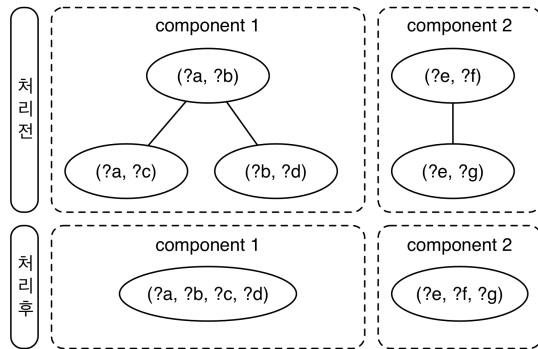 처리전
component 1
(?a, ?b)
(?a, ?c)
(?b, ?d)
component 2
(?e, ?f)
(?e, ?g)
처리후
component 1
(?a, ?b, ?c, ?d)
component 2
(?e, ?f, ?g)